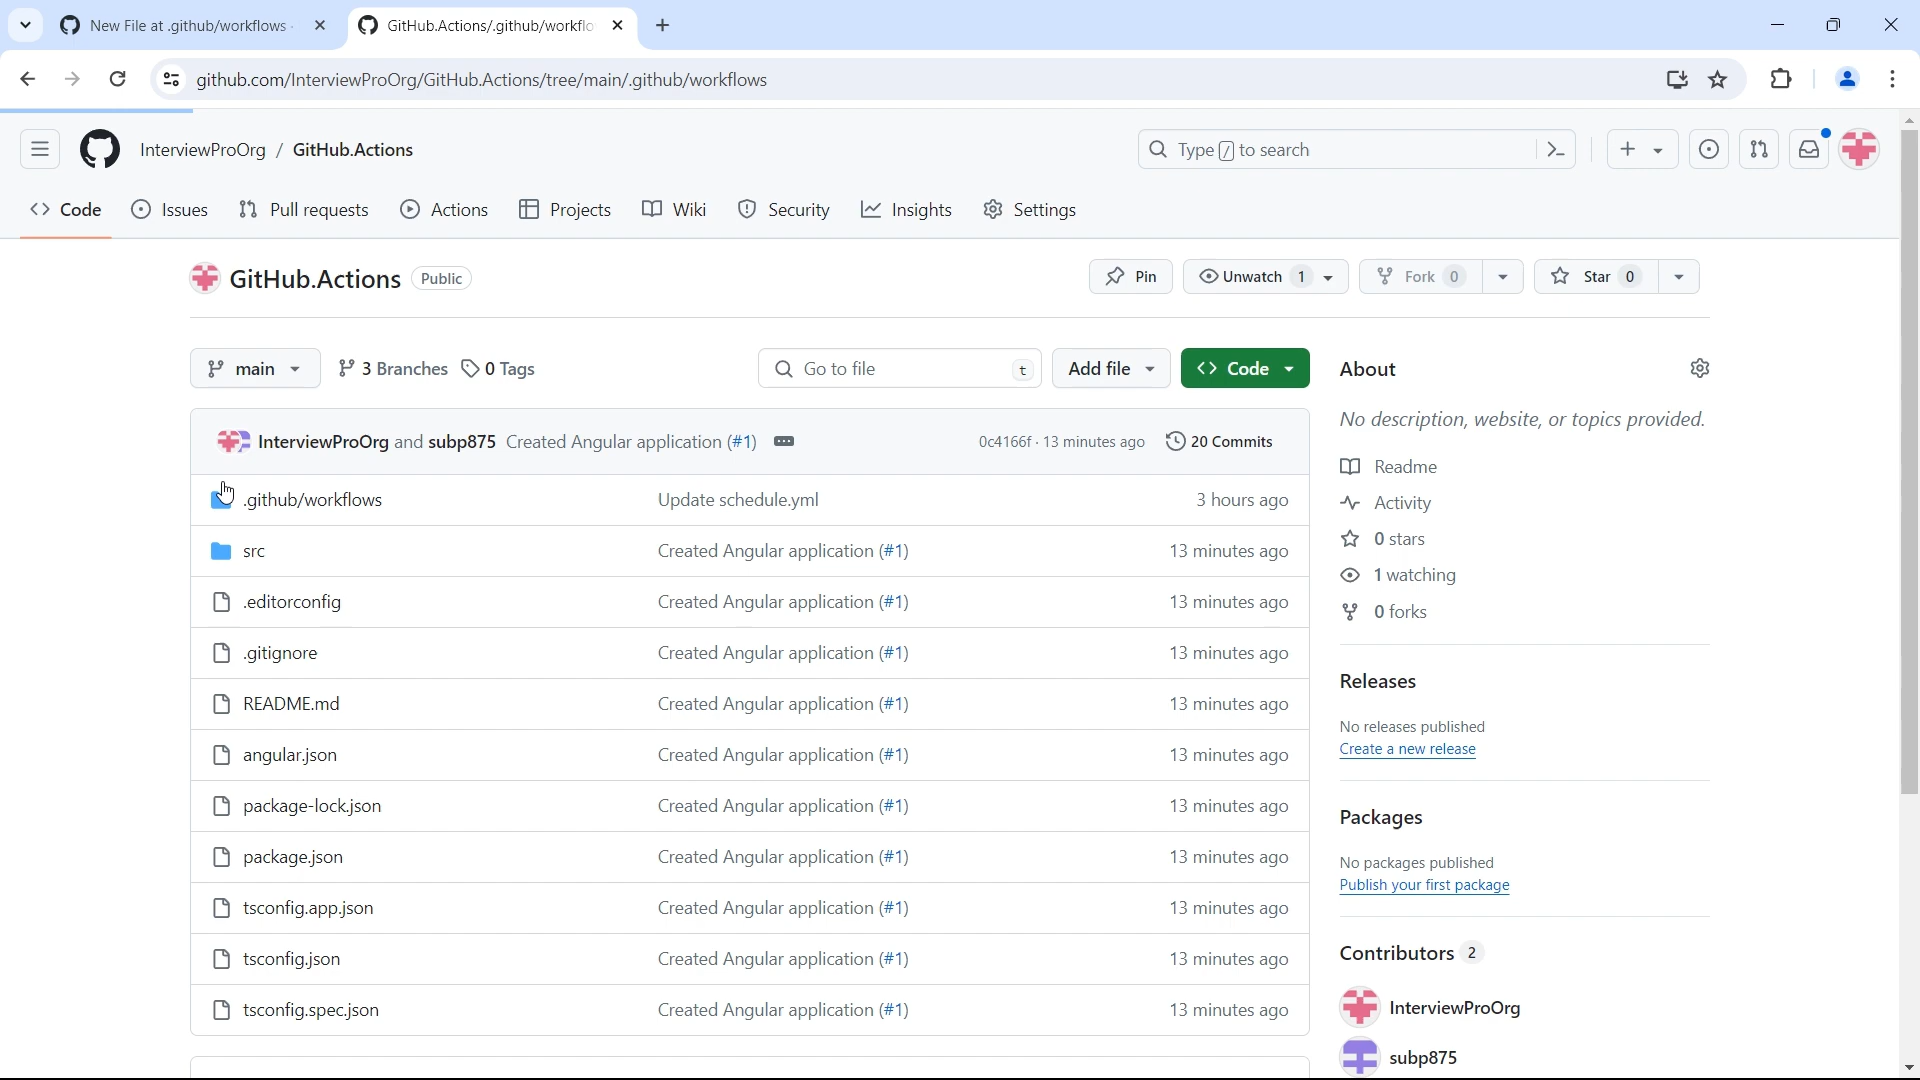 New File at .github/workflows ·
GitHub.Actions/.github/workflo
github.com/InterviewProOrg/GitHub.Actions/tree/main/.github/workflows
InterviewProOrg / GitHub.Actions
Type / to search
Code Issues Pull requests Actions Projects Wiki Security Insights Settings
GitHub.Actions Public
Pin Unwatch 1 Fork 0 Star 0
main 3 Branches 0 Tags Go to file t Add file Code
InterviewProOrg and subp875 Created Angular application (#1) 0c4166f · 13 minutes ago 20 Commits
.github/workflows Update schedule.yml 3 hours ago
src Created Angular application (#1) 13 minutes ago
.editorconfig Created Angular application (#1) 13 minutes ago
.gitignore Created Angular application (#1) 13 minutes ago
README.md Created Angular application (#1) 13 minutes ago
angular.json Created Angular application (#1) 13 minutes ago
package-lock.json Created Angular application (#1) 13 minutes ago
package.json Created Angular application (#1) 13 minutes ago
tsconfig.app.json Created Angular application (#1) 13 minutes ago
tsconfig.json Created Angular application (#1) 13 minutes ago
tsconfig.spec.json Created Angular application (#1) 13 minutes ago
About
No description, website, or topics provided.
Readme
Activity
0 stars
1 watching
0 forks
Releases
No releases published
Create a new release
Packages
No packages published
Publish your first package
Contributors 2
InterviewProOrg
subp875